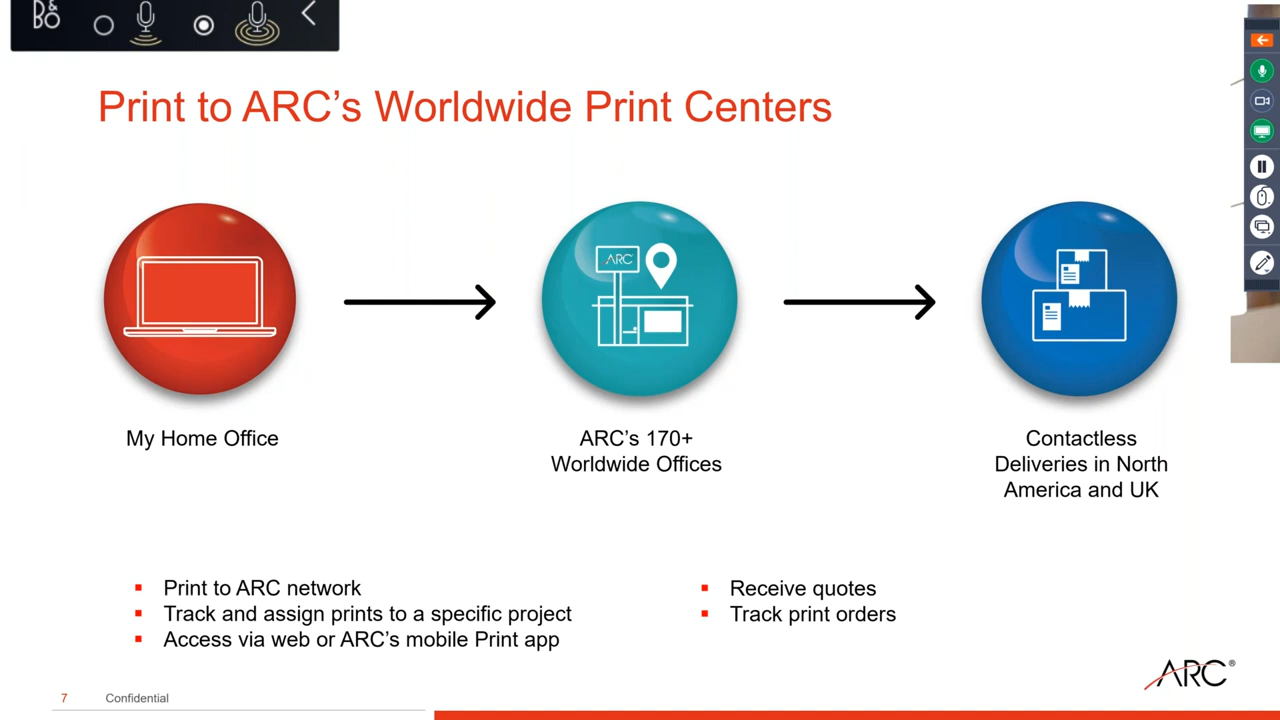 B&O
Print to ARC’s Worldwide Print Centers
ARC
My Home Office
ARC’s 170+
Worldwide Offices
Contactless
Deliveries in North
America and UK
▪ Print to ARC network
▪ Track and assign prints to a specific project
▪ Access via web or ARC’s mobile Print app
▪ Receive quotes
▪ Track print orders
ARC®
7 Confidential